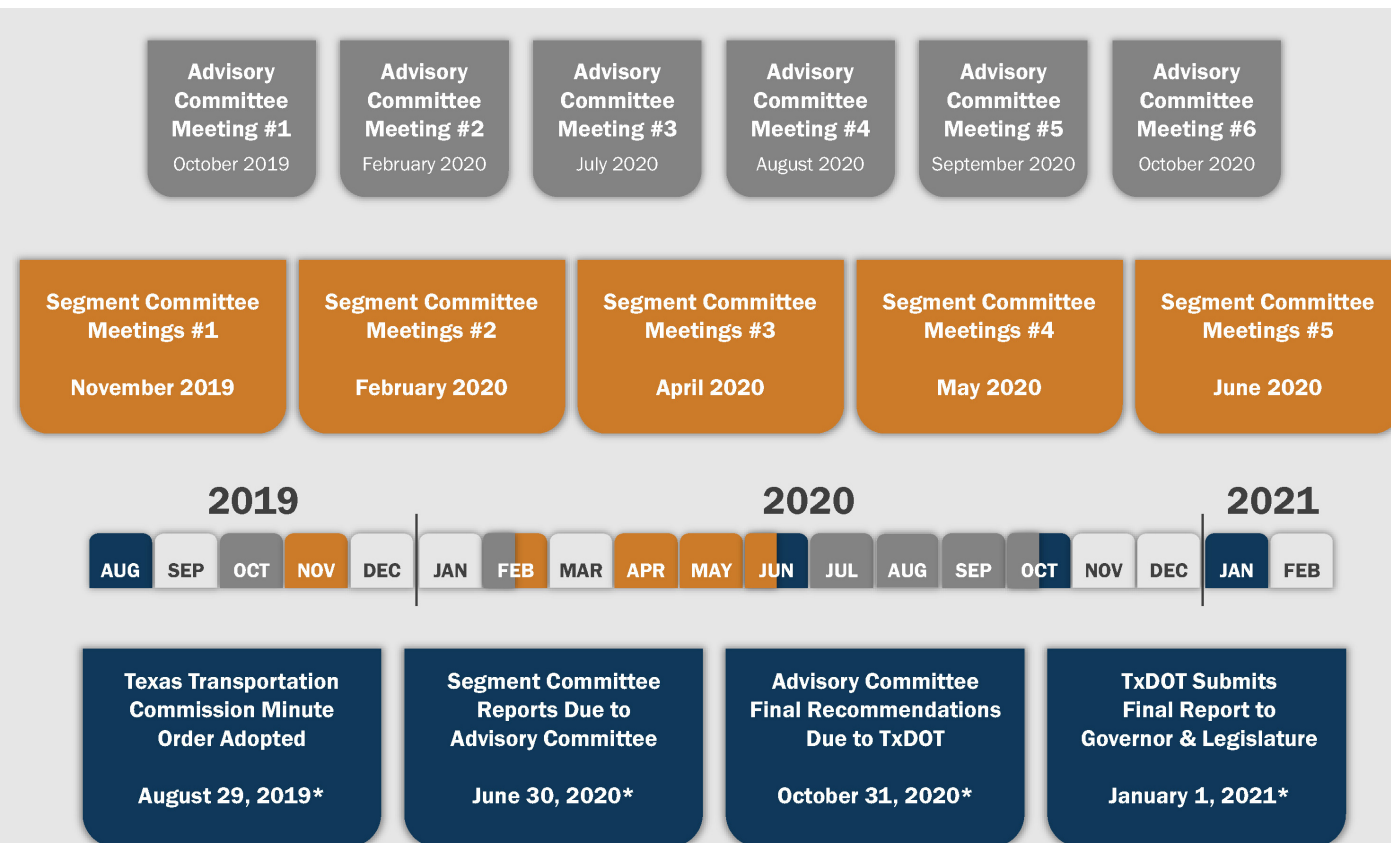 Advisory
Committee
Meeting #1
October 2019
Advisory
Committee
Meeting #2
February 2020
Advisory
Committee
Meeting #3
July 2020
Advisory
Committee
Meeting #4
August 2020
Advisory
Committee
Meeting #5
September 2020
Advisory
Committee
Meeting #6
October 2020
Segment Committee
Meetings #1
November 2019
Segment Committee
Meetings #2
February 2020
Segment Committee
Meetings #3
April 2020
Segment Committee
Meetings #4
May 2020
Segment Committee
Meetings #5
June 2020
2019 2020 2021
AUG SEP OCT NOV DEC JAN FEB MAR APR MAY JUN JUL AUG SEP OCT NOV DEC JAN FEB
Texas Transportation
Commission Minute
Order Adopted
August 29, 2019*
Segment Committee
Reports Due to
Advisory Committee
June 30, 2020*
Advisory Committee
Final Recommendations
Due to TxDOT
October 31, 2020*
TxDOT Submits
Final Report to
Governor & Legislature
January 1, 2021*